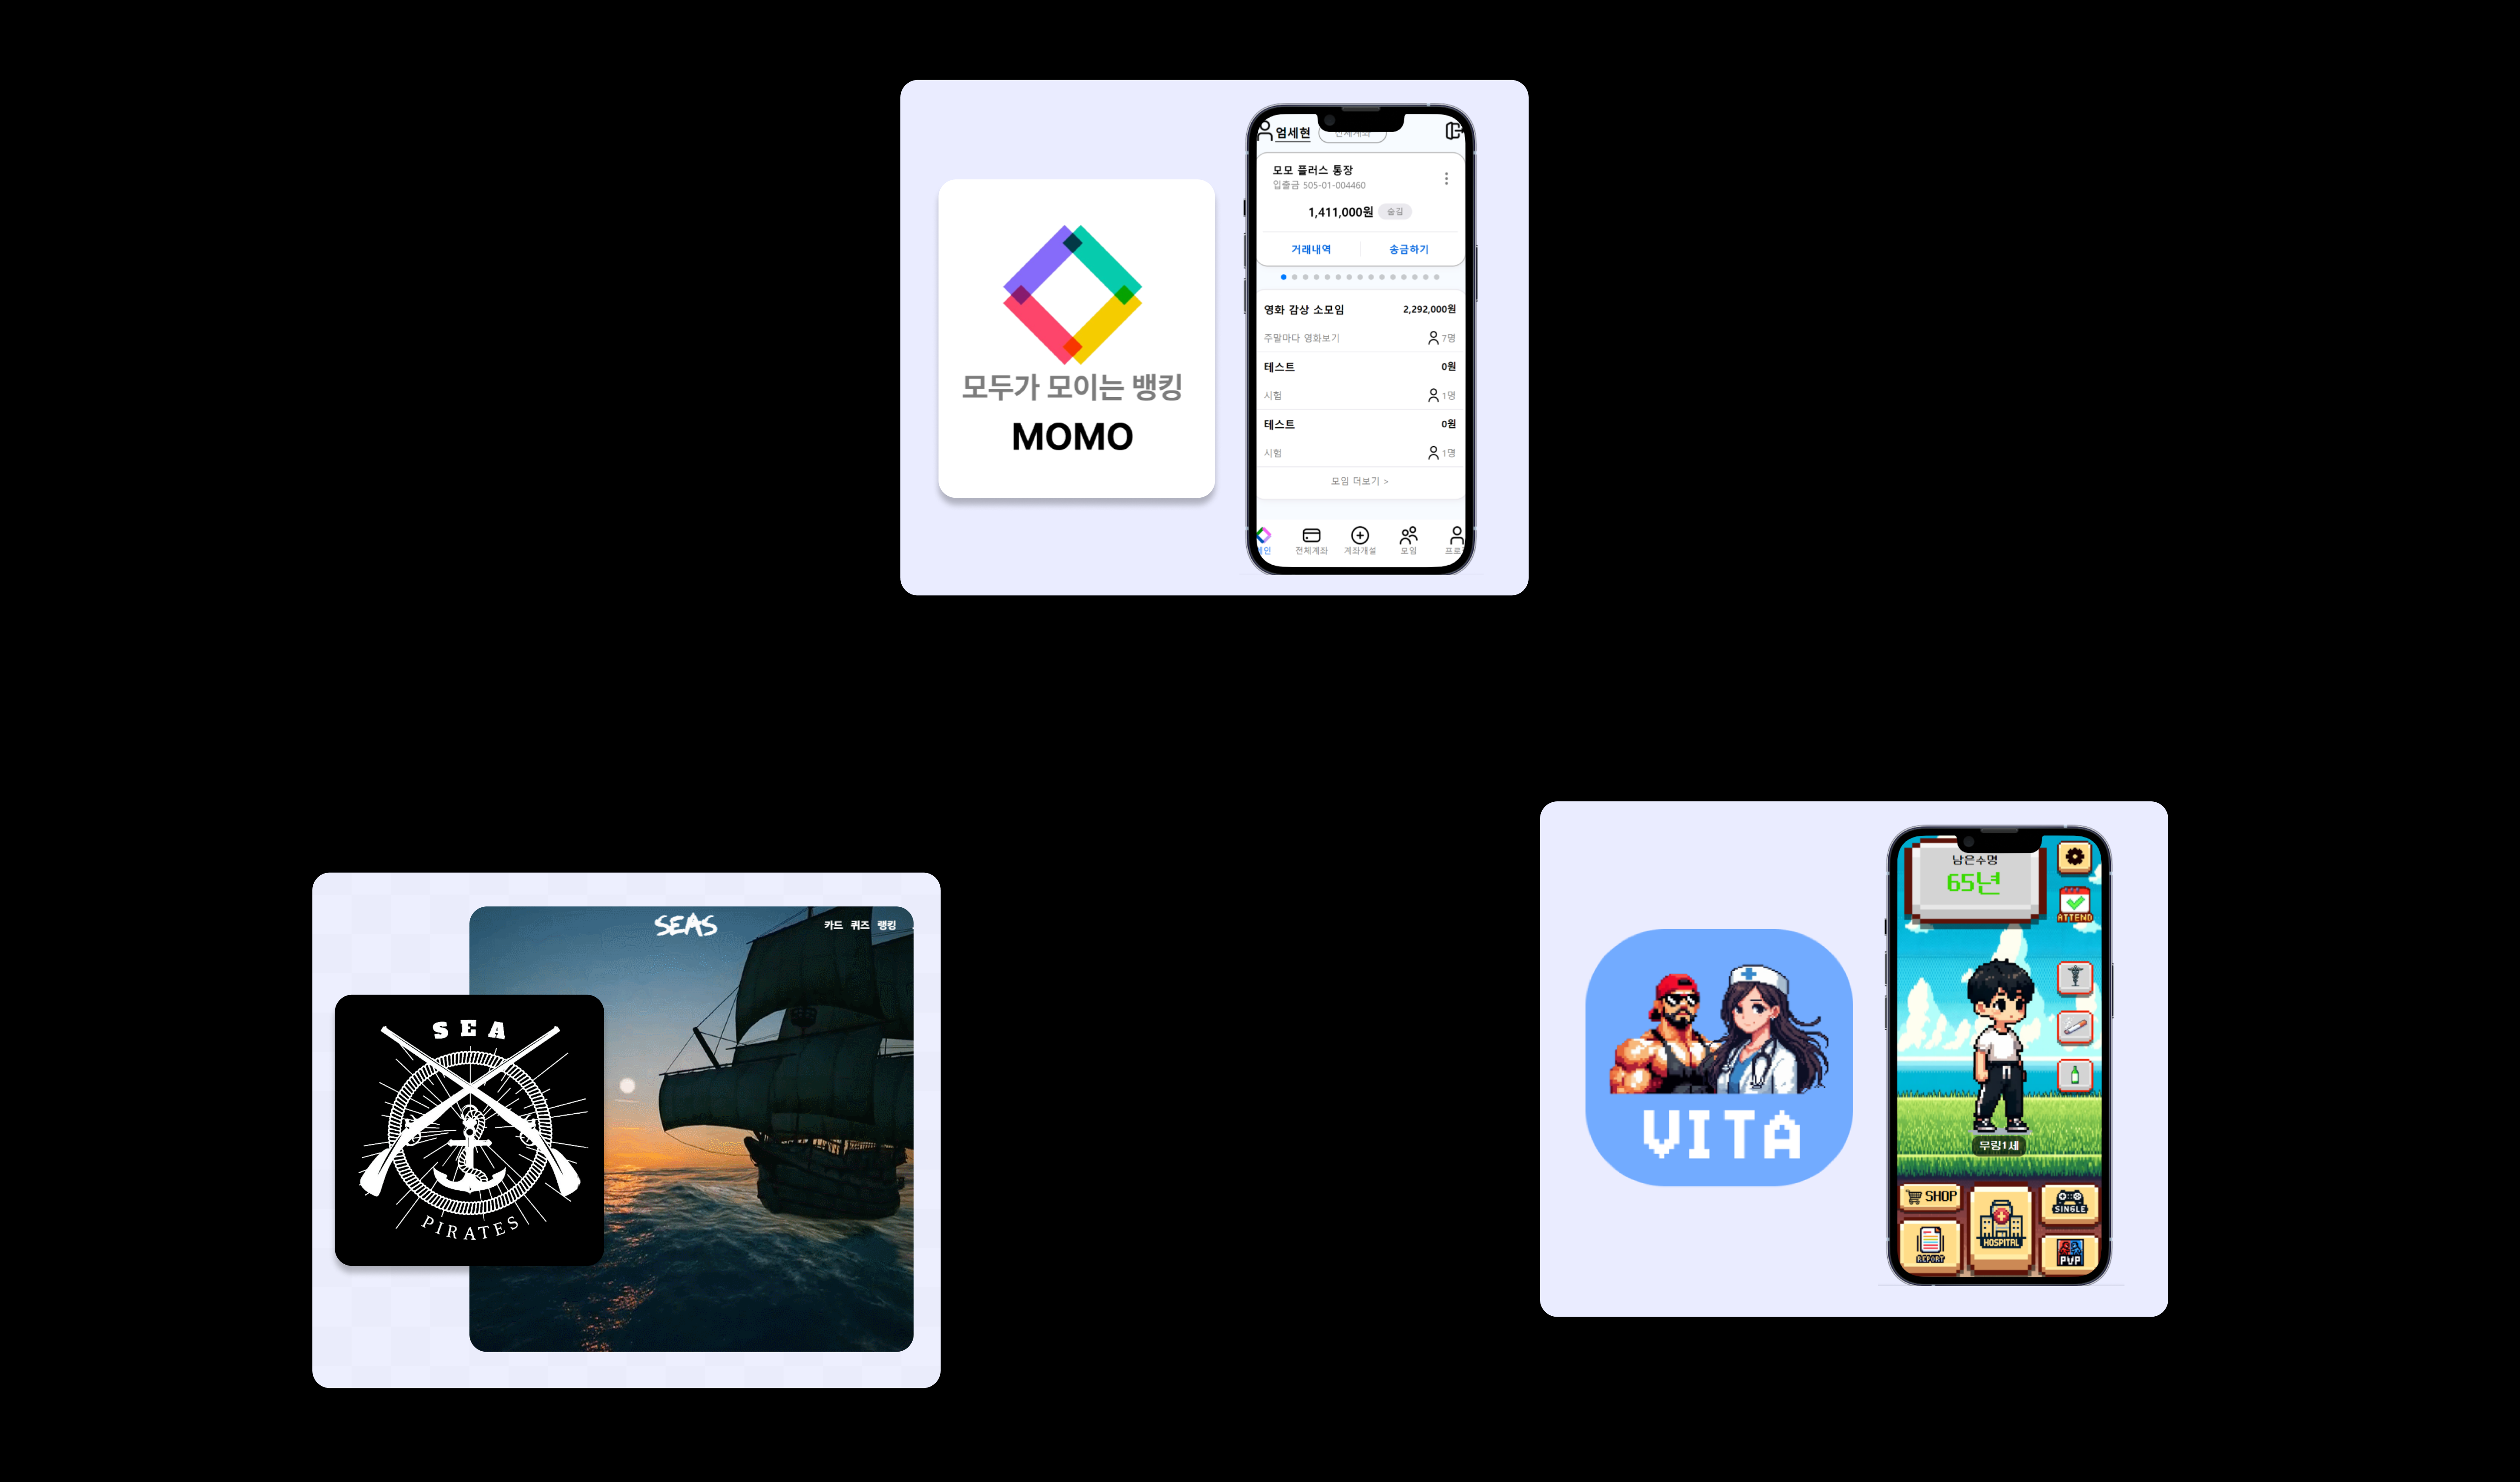 모두가 모이는 뱅킹
MOMO
엄세현
모모 플러스 통장
입출금 505-01-004460
1,411,000원 숨김
거래내역 송금하기
영화 감상 소모임 2,292,000원
주말마다 영화보기 7명
테스트 0원
시험 1명
테스트 0원
시험 1명
모임 더보기 >
전체계좌 계좌개설 모임
SEAS
카드 퀴즈 랭킹
SEA
PIRATES
VITA
남은수명
65년
ATTEND
무링1세
SHOP
REPORT
HOSPITAL
SINGLE
PVP